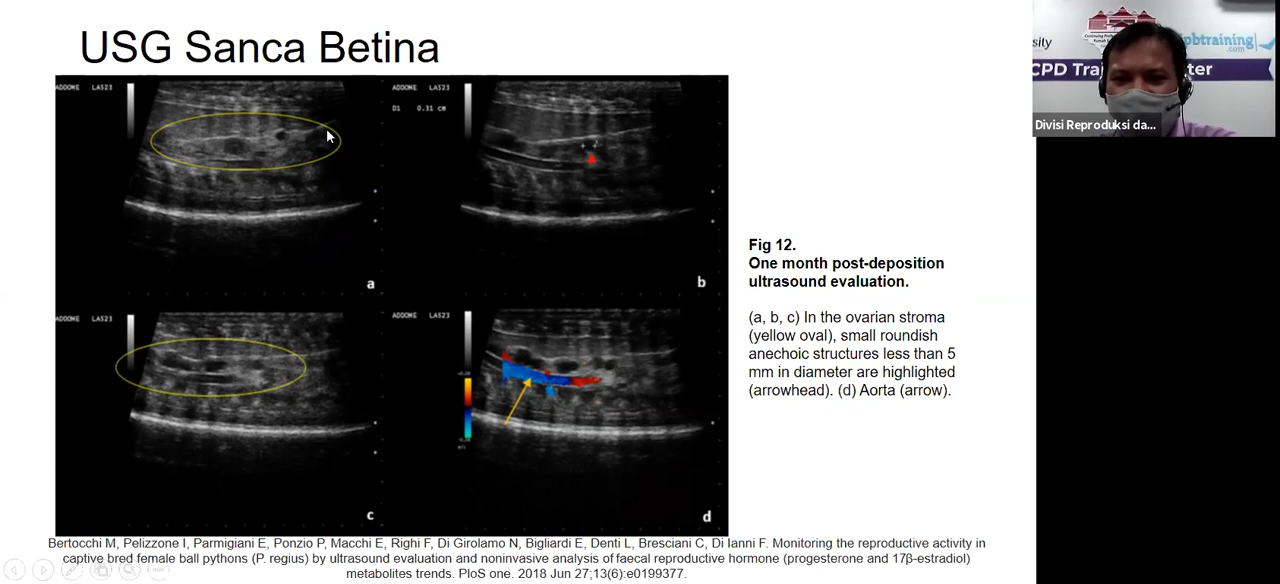 USG Sanca Betina
ADDOME LA523
ADDOME LA523
D1 0.31 cm
a
b
ADDOME LA523
ADDOME LA523
c
d
Fig 12.
One month post-deposition
ultrasound evaluation.
(a, b, c) In the ovarian stroma
(yellow oval), small roundish
anechoic structures less than 5
mm in diameter are highlighted
(arrowhead). (d) Aorta (arrow).
Bertocchi M, Pelizzone I, Parmigiani E, Ponzio P, Macchi E, Righi F, Di Girolamo N, Bigliardi E, Denti L, Bresciani C, Di Ianni F. Monitoring the reproductive activity in
captive bred female ball pythons (P. regius) by ultrasound evaluation and noninvasive analysis of faecal reproductive hormone (progesterone and 17β-estradiol)
metabolites trends. PloS one. 2018 Jun 27;13(6):e0199377.
sity
pbtraining
.com
CPD Trai ter
Divisi Reproduksi da...